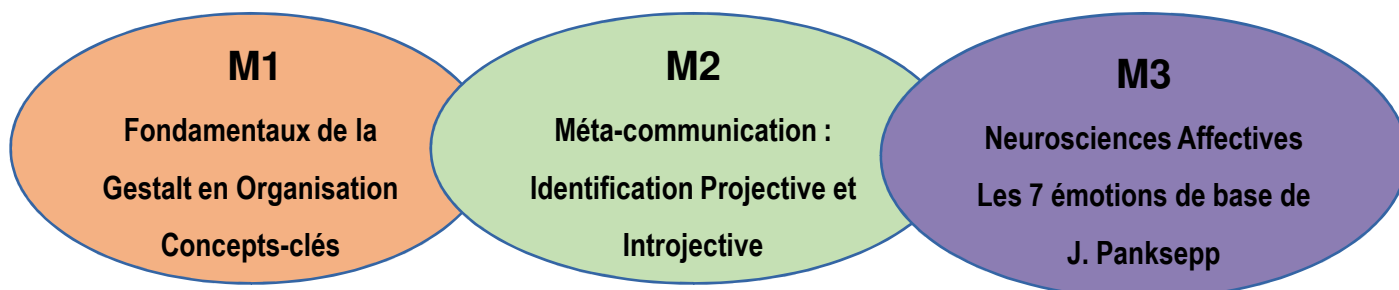 M1
Fondamentaux de la
Gestalt en Organisation
Concepts-clés
M2
Méta-communication :
Identification Projective et
Introjective
M3
Neurosciences Affectives
Les 7 émotions de base de
J. Panksepp